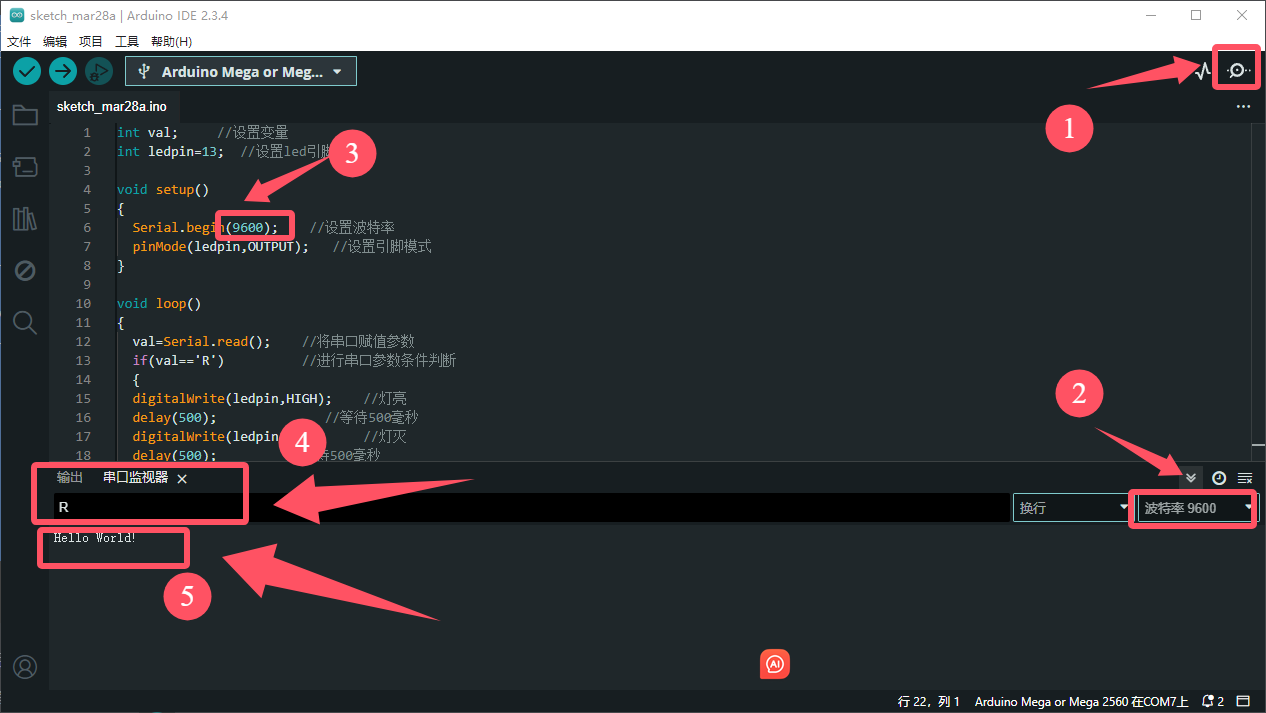 sketch_mar28a | Arduino IDE 2.3.4
文件 编辑 项目 工具 帮助(H)
Arduino Mega or Meg...
1
sketch_mar28a.ino
1 int val; //设置变量
2 int ledpin=13; //设置led引脚
3
3
4 void setup()
5 {
6 Serial.begin(9600); //设置波特率
7 pinMode(ledpin,OUTPUT); //设置引脚模式
8 }
9
10 void loop()
11 {
12 val=Serial.read(); //将串口赋值参数
13 if(val=='R') //进行串口参数条件判断
14 {
15 digitalWrite(ledpin,HIGH); //灯亮
2
16 delay(500); //等待500毫秒
17 digitalWrite(ledpin //灯灭
4
18 delay(500); 待500毫秒
输出 串口监视器
R
换行
波特率 9600
Hello World!
5
AI
行 22，列 1 Arduino Mega or Mega 2560 在COM7上 2